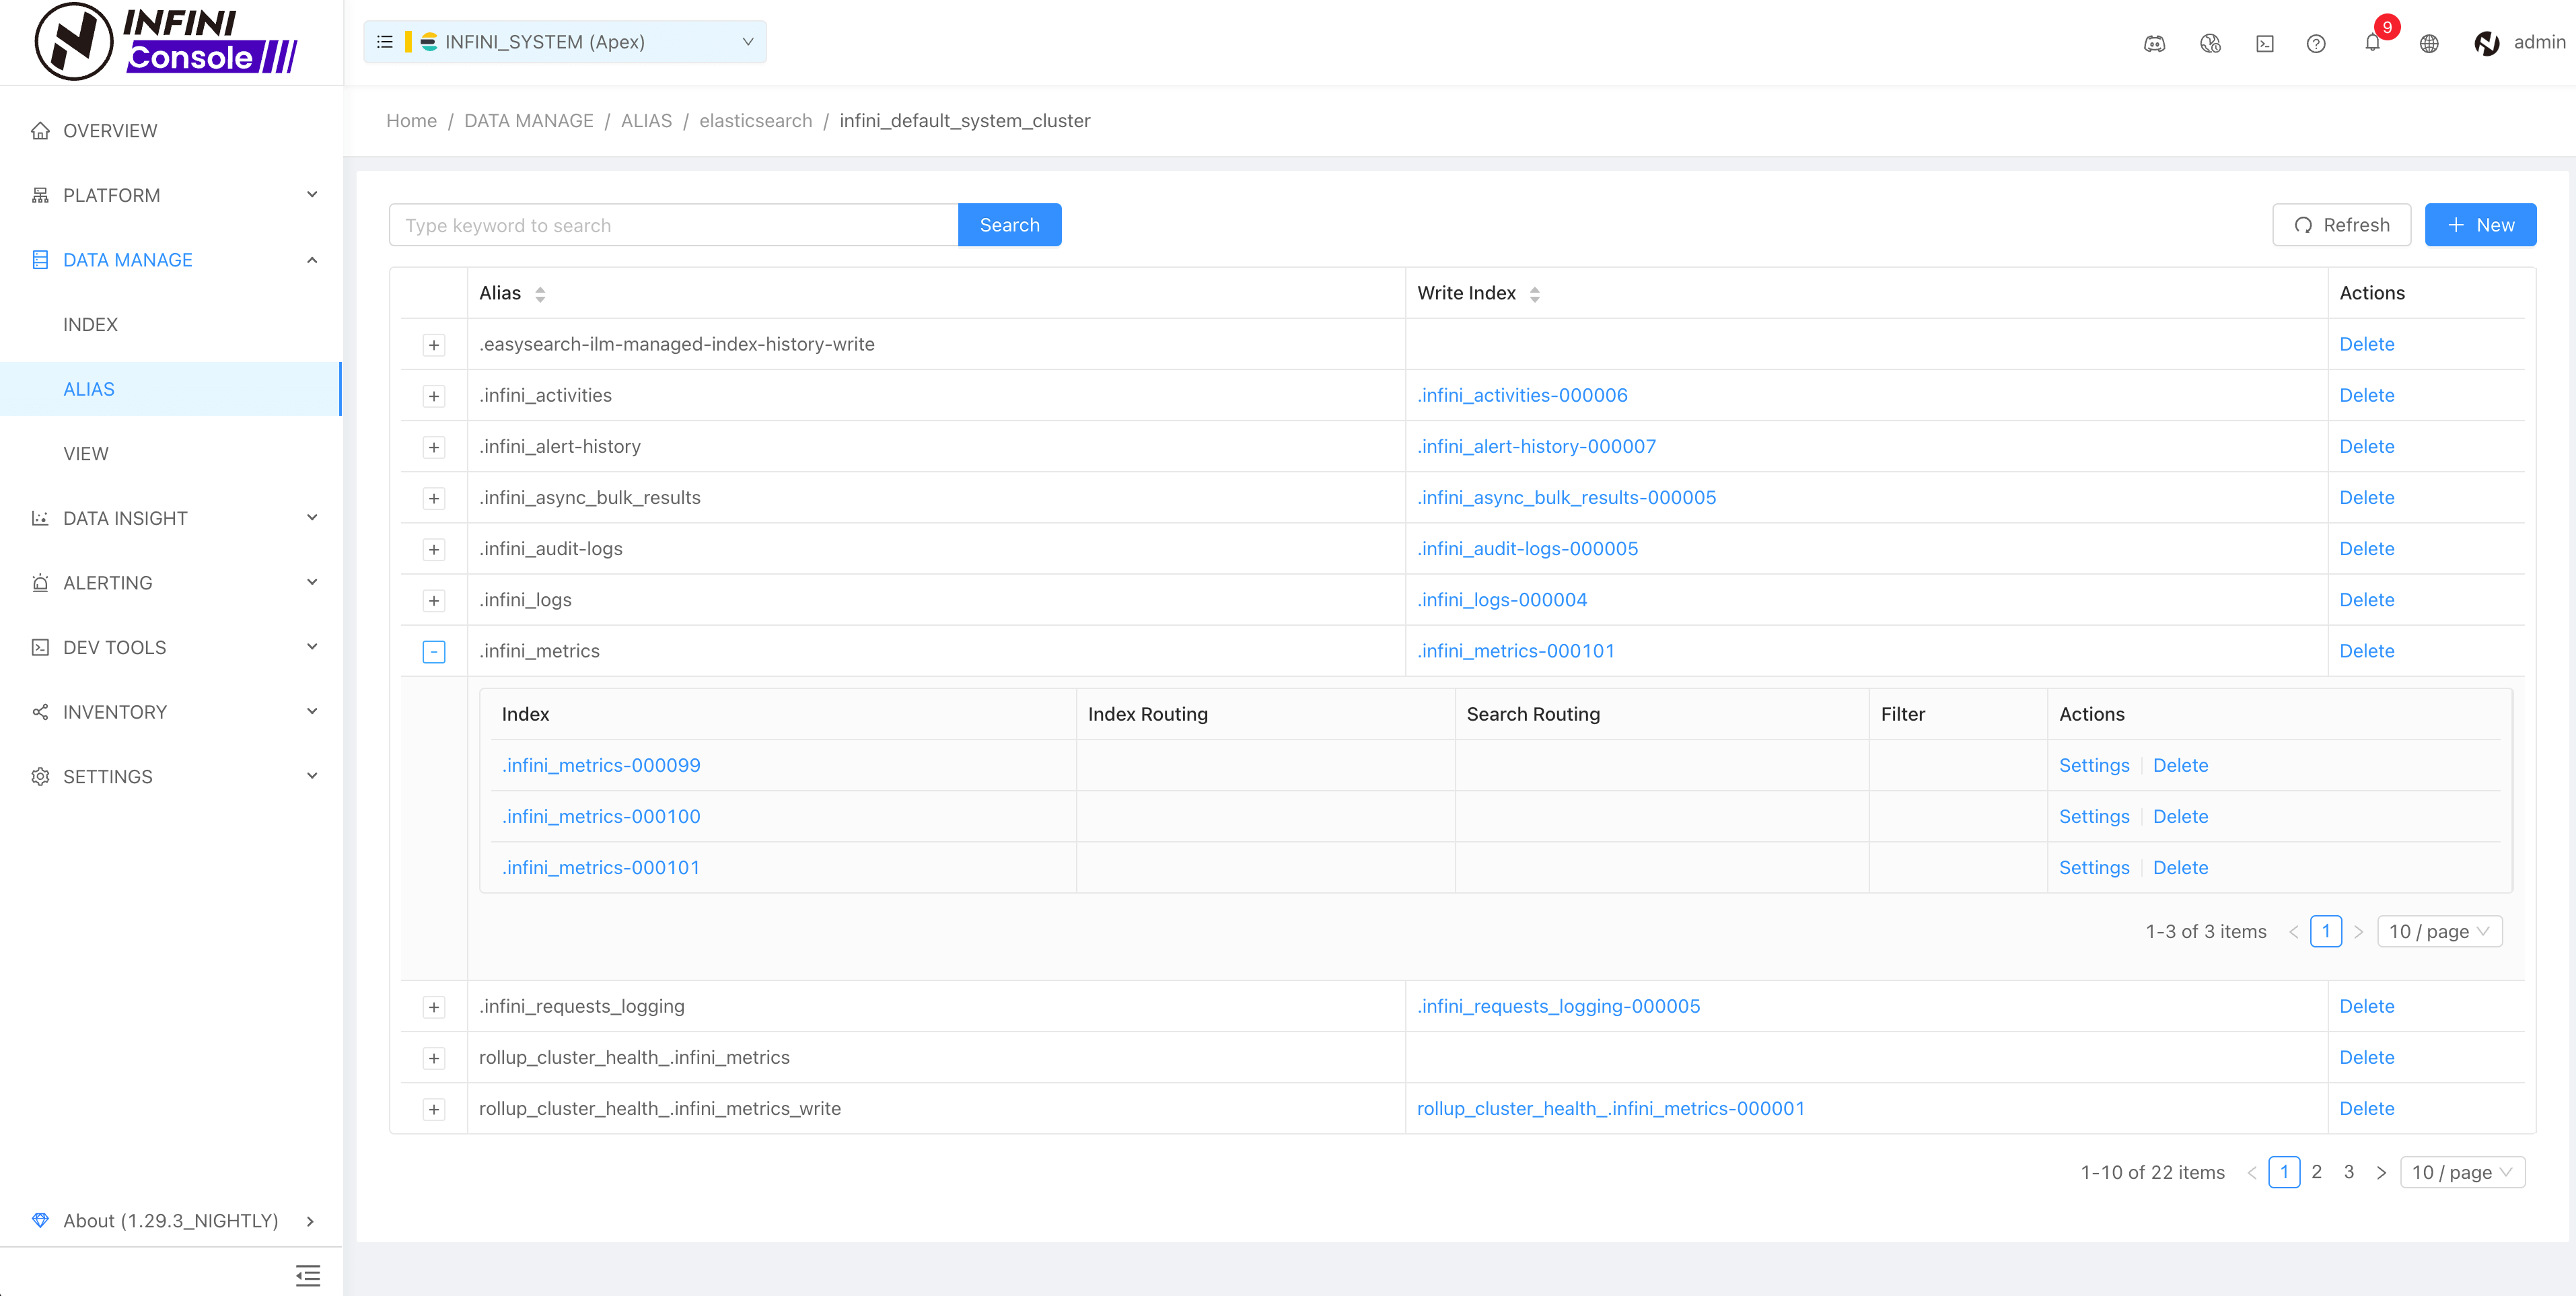 INFINI
Console
INFINI_SYSTEM (Apex)
9
admin
Home / DATA MANAGE / ALIAS / elasticsearch / infini_default_system_cluster
OVERVIEW
PLATFORM
DATA MANAGE
INDEX
ALIAS
VIEW
DATA INSIGHT
ALERTING
DEV TOOLS
INVENTORY
SETTINGS
About (1.29.3_NIGHTLY)
Type keyword to search
Search
Refresh
+ New
Alias Write Index Actions
+ .easysearch-ilm-managed-index-history-write Delete
+ .infini_activities .infini_activities-000006 Delete
+ .infini_alert-history .infini_alert-history-000007 Delete
+ .infini_async_bulk_results .infini_async_bulk_results-000005 Delete
+ .infini_audit-logs .infini_audit-logs-000005 Delete
+ .infini_logs .infini_logs-000004 Delete
- .infini_metrics .infini_metrics-000101 Delete
Index Index Routing Search Routing Filter Actions
.infini_metrics-000099 Settings Delete
.infini_metrics-000100 Settings Delete
.infini_metrics-000101 Settings Delete
1-3 of 3 items < 1 > 10 / page
+ .infini_requests_logging .infini_requests_logging-000005 Delete
+ rollup_cluster_health_.infini_metrics Delete
+ rollup_cluster_health_.infini_metrics_write rollup_cluster_health_.infini_metrics-000001 Delete
1-10 of 22 items < 1 2 3 > 10 / page